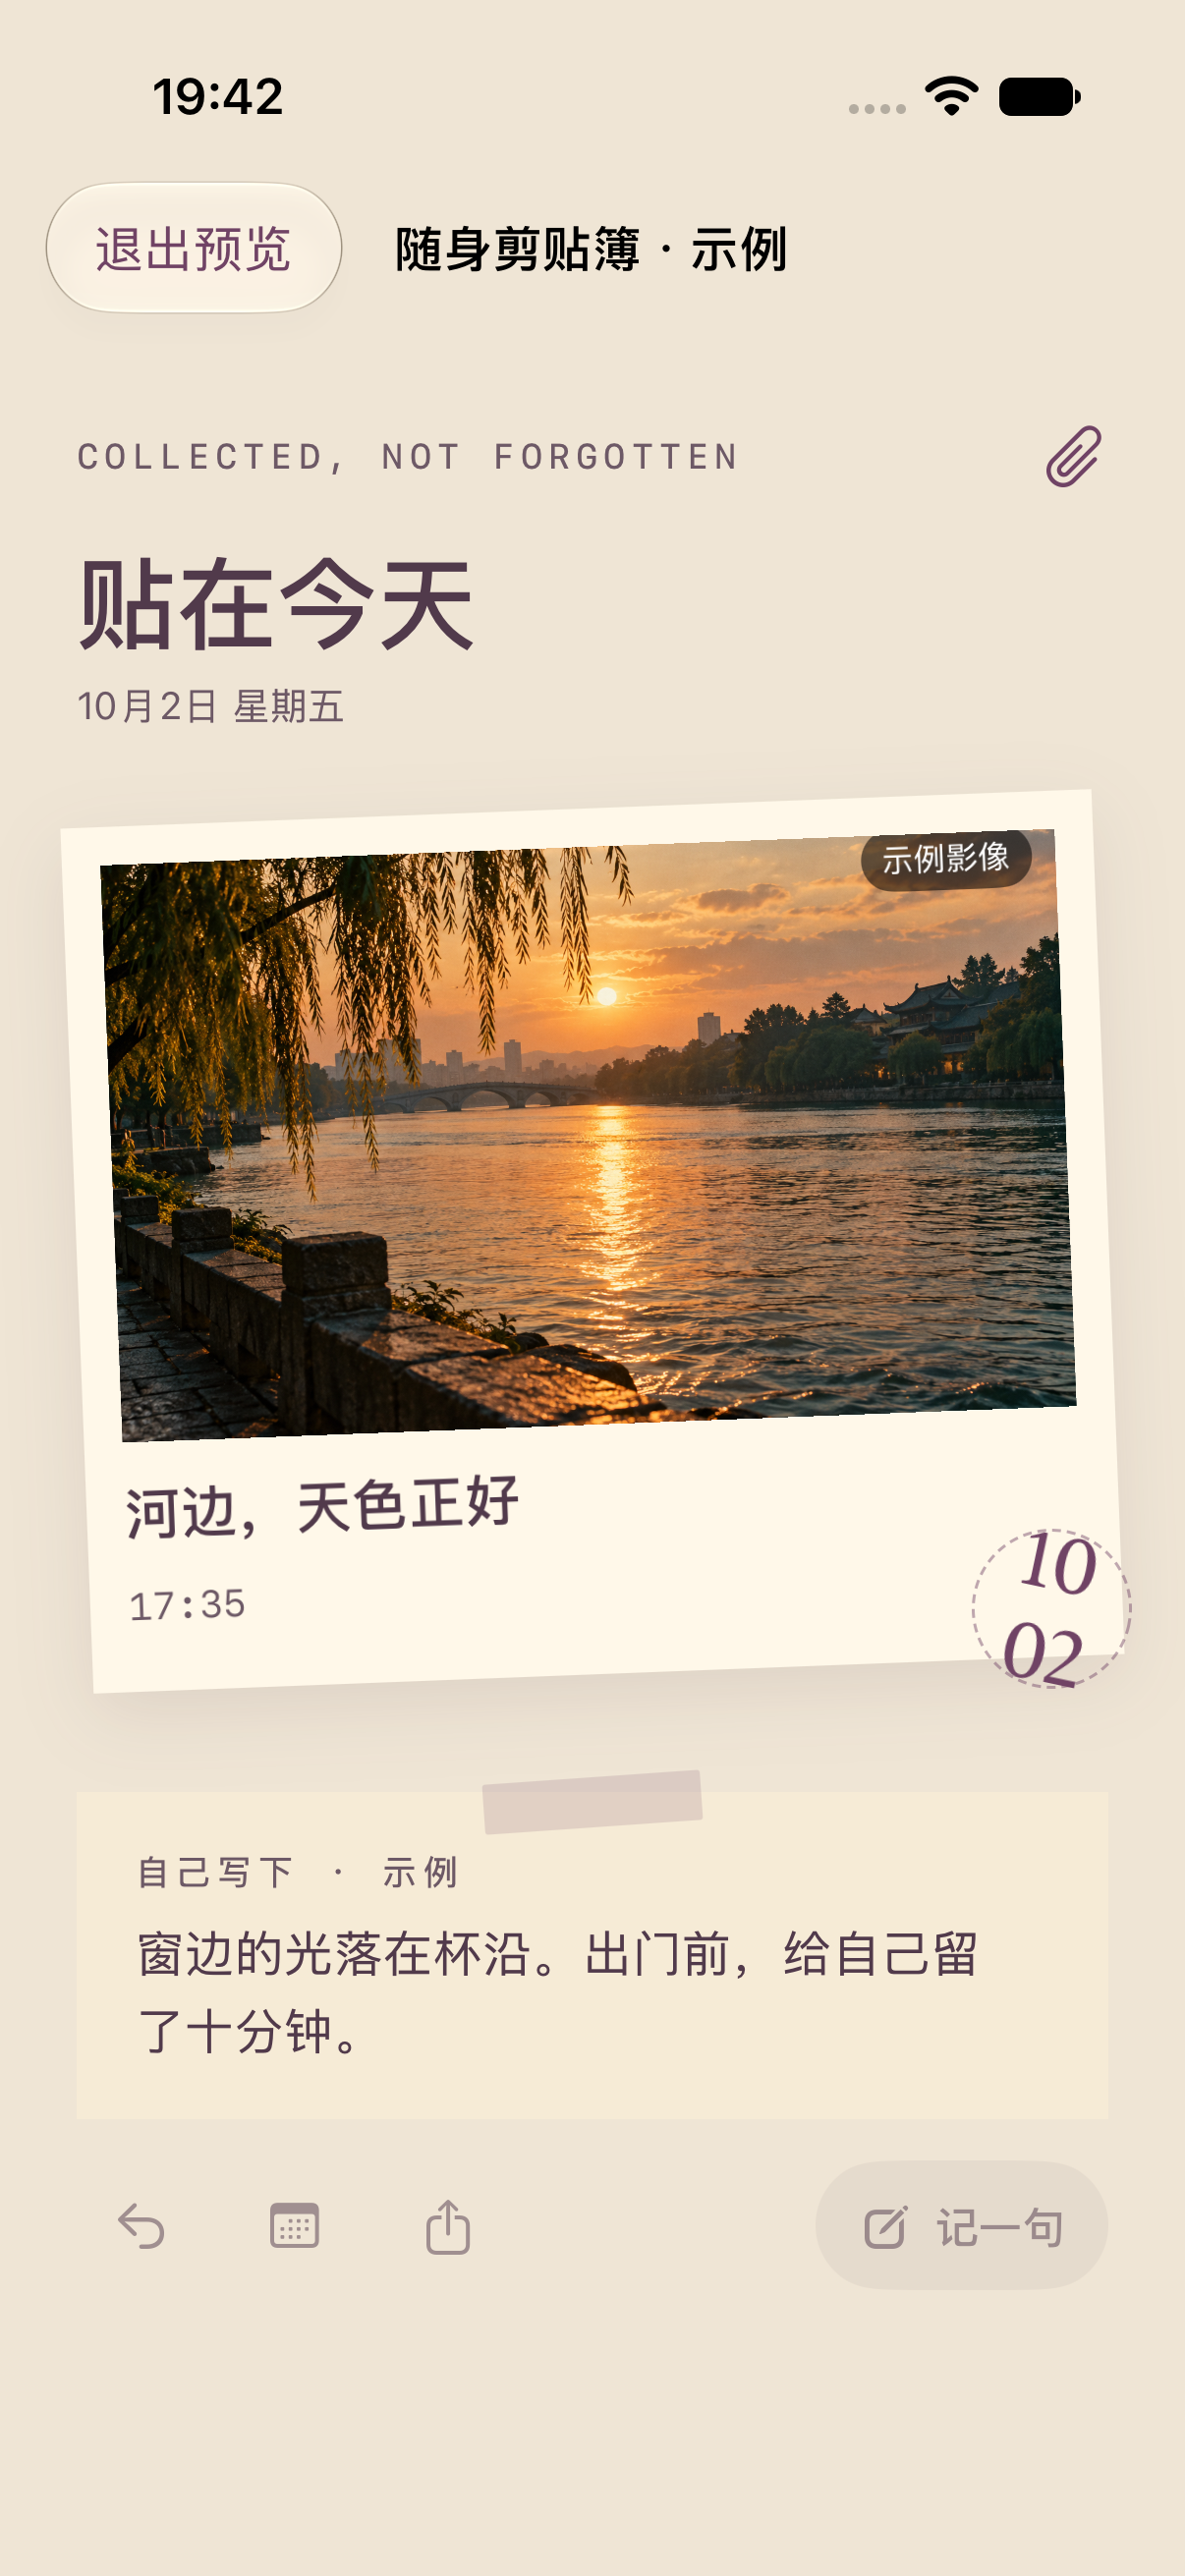 19:42
退出预览
随身剪贴簿 · 示例
COLLECTED, NOT FORGOTTEN
贴在今天
10月2日 星期五
示例影像
河边，天色正好
17:35
10
02
自己写下 · 示例
窗边的光落在杯沿。出门前，给自己留
了十分钟。
记一句